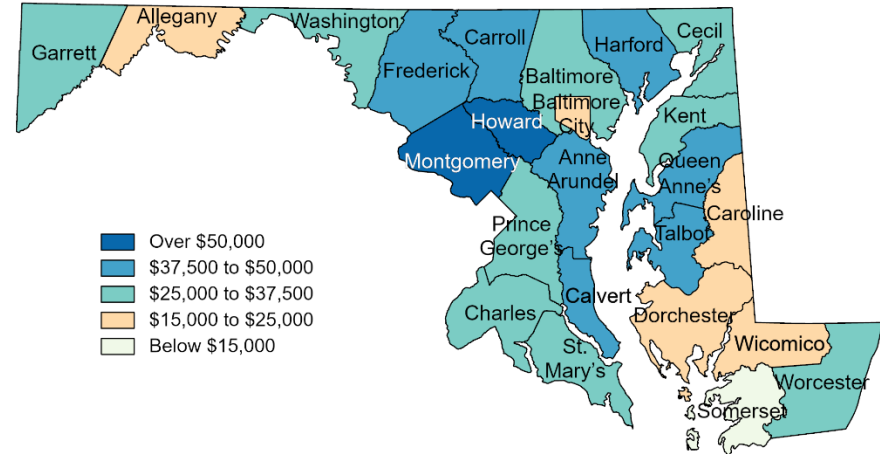 Garrett
Allegany
Washington
Frederick
Carroll
Baltimore
Baltimore
City
Harford
Cecil
Kent
Howard
Montgomery
Anne
Arundel
Queen
Anne's
Caroline
Talbot
Prince
George's
Calvert
Charles
St.
Mary's
Dorchester
Wicomico
Worcester
Somerset
Over $50,000
$37,500 to $50,000
$25,000 to $37,500
$15,000 to $25,000
Below $15,000